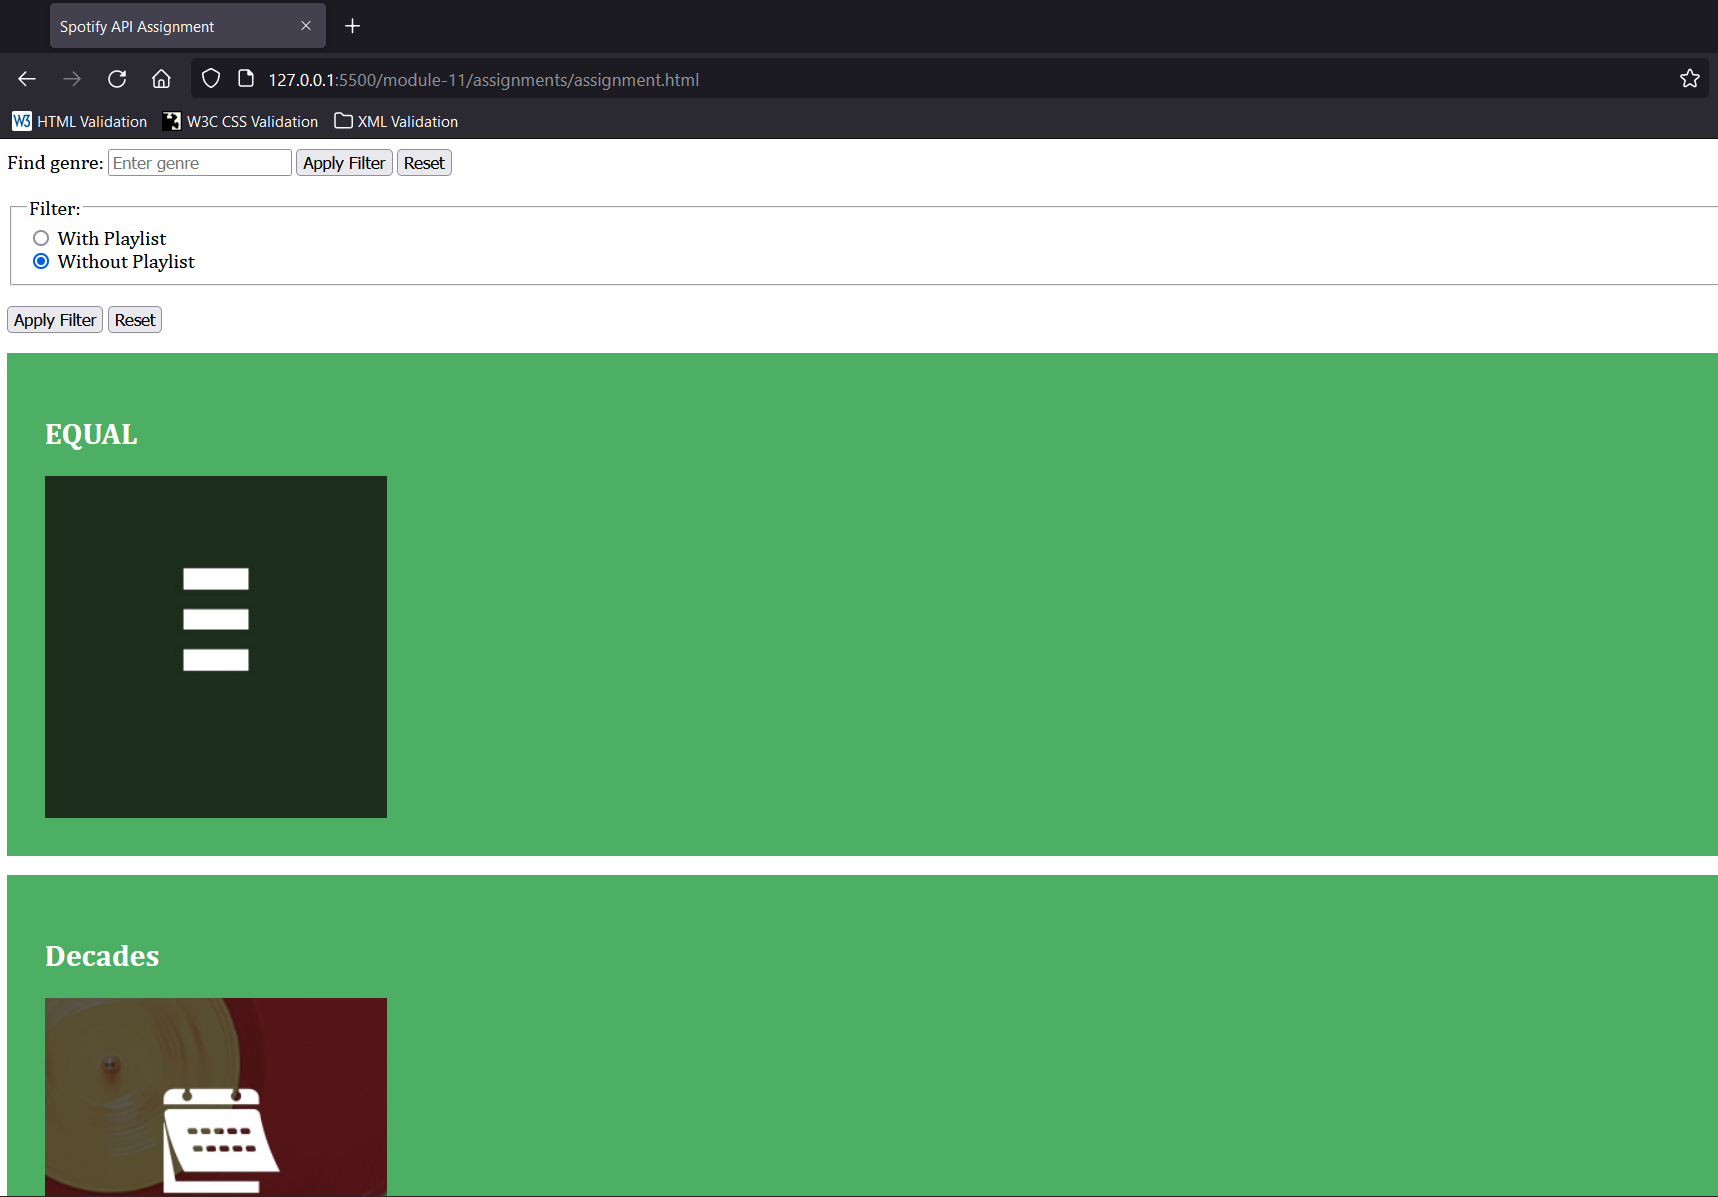 Spotify API Assignment
127.0.0.1:5500/module-11/assignments/assignment.html
W3 HTML Validation W3C CSS Validation XML Validation
Find genre: Enter genre Apply Filter Reset
Filter:
With Playlist
Without Playlist
Apply Filter Reset
EQUAL
Decades